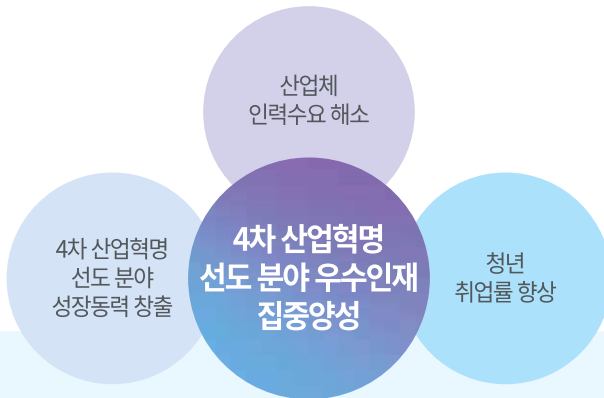 산업체
인력수요 해소
4차 산업혁명
선도 분야
성장동력 창출
4차 산업혁명
선도 분야 우수인재
집중양성
청년
취업률 향상